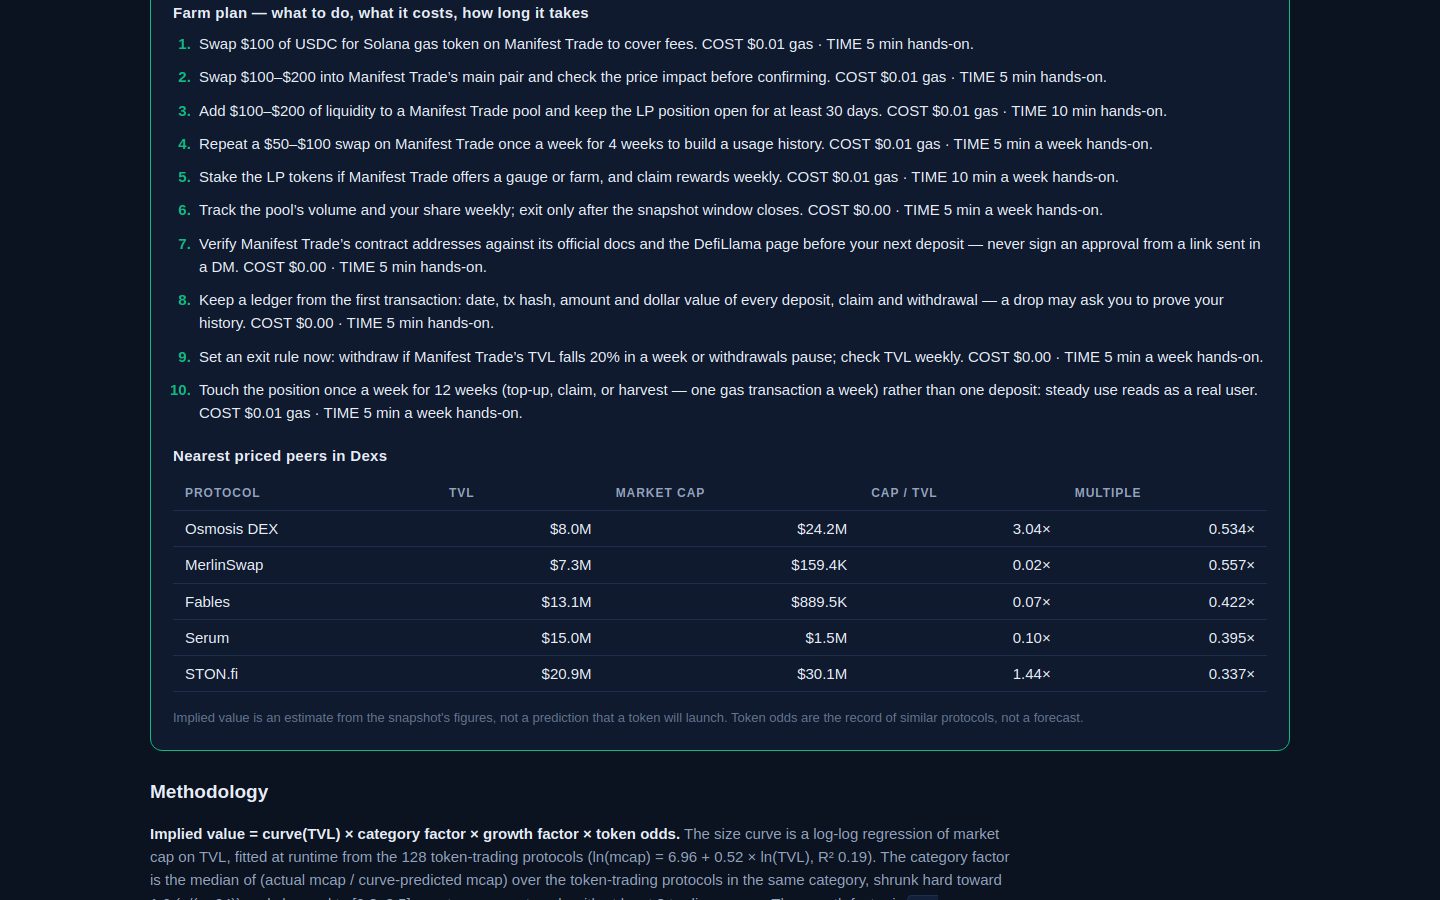 Farm plan — what to do, what it costs, how long it takes
1. Swap $100 of USDC for Solana gas token on Manifest Trade to cover fees. COST $0.01 gas · TIME 5 min hands-on.
2. Swap $100–$200 into Manifest Trade’s main pair and check the price impact before confirming. COST $0.01 gas · TIME 5 min hands-on.
3. Add $100–$200 of liquidity to a Manifest Trade pool and keep the LP position open for at least 30 days. COST $0.01 gas · TIME 10 min hands-on.
4. Repeat a $50–$100 swap on Manifest Trade once a week for 4 weeks to build a usage history. COST $0.01 gas · TIME 5 min a week hands-on.
5. Stake the LP tokens if Manifest Trade offers a gauge or farm, and claim rewards weekly. COST $0.01 gas · TIME 10 min a week hands-on.
6. Track the pool’s volume and your share weekly; exit only after the snapshot window closes. COST $0.00 · TIME 5 min a week hands-on.
7. Verify Manifest Trade’s contract addresses against its official docs and the DefiLlama page before your next deposit — never sign an approval from a link sent in
a DM. COST $0.00 · TIME 5 min hands-on.
8. Keep a ledger from the first transaction: date, tx hash, amount and dollar value of every deposit, claim and withdrawal — a drop may ask you to prove your
history. COST $0.00 · TIME 5 min hands-on.
9. Set an exit rule now: withdraw if Manifest Trade’s TVL falls 20% in a week or withdrawals pause; check TVL weekly. COST $0.00 · TIME 5 min a week hands-on.
10. Touch the position once a week for 12 weeks (top-up, claim, or harvest — one gas transaction a week) rather than one deposit: steady use reads as a real user.
COST $0.01 gas · TIME 5 min a week hands-on.
Nearest priced peers in Dexs
PROTOCOL TVL MARKET CAP CAP / TVL MULTIPLE
Osmosis DEX $8.0M $24.2M 3.04× 0.534×
MerlinSwap $7.3M $159.4K 0.02× 0.557×
Fables $13.1M $889.5K 0.07× 0.422×
Serum $15.0M $1.5M 0.10× 0.395×
STON.fi $20.9M $30.1M 1.44× 0.337×
Implied value is an estimate from the snapshot's figures, not a prediction that a token will launch. Token odds are the record of similar protocols, not a forecast.
Methodology
Implied value = curve(TVL) × category factor × growth factor × token odds. The size curve is a log-log regression of market
cap on TVL, fitted at runtime from the 128 token-trading protocols (ln(mcap) = 6.96 + 0.52 × ln(TVL), R² 0.19). The category factor
is the median of (actual mcap / curve-predicted mcap) over the token-trading protocols in the same category, shrunk hard toward